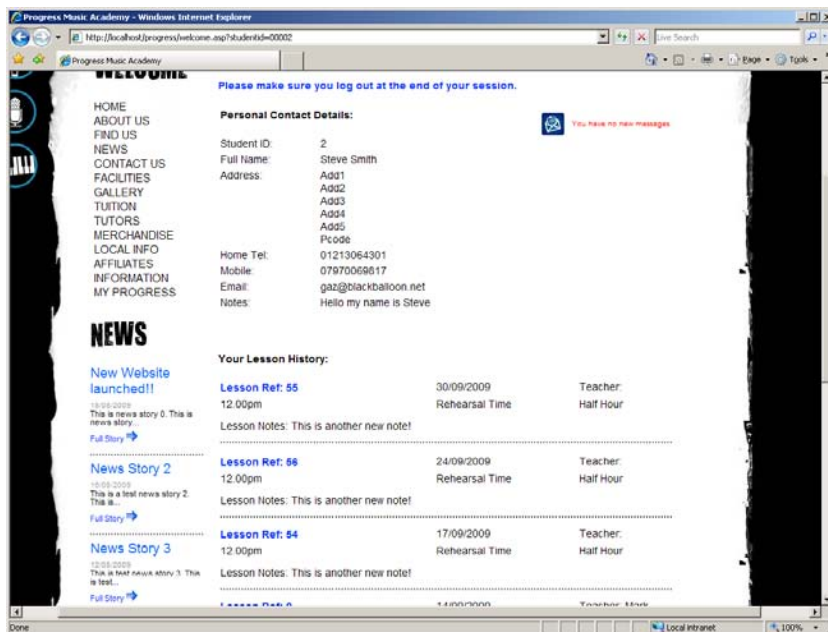 Progress Music Academy - Windows Internet Explorer
http://localhost/progress/welcome.asp?studentid=00002
Live Search
Progress Music Academy
Page
Tools
WELCOME
HOME
ABOUT US
FIND US
NEWS
CONTACT US
FACILITIES
GALLERY
TUITION
TUTORS
MERCHANDISE
LOCAL INFO
AFFILIATES
INFORMATION
MY PROGRESS
NEWS
New Website
launched!!
This is news story 0. This is
news story...
Full Story
News Story 2
This is a test news story 2.
This is...
Full Story
News Story 3
12/08/2009
This is test news story 3. This
is test...
Full Story
Please make sure you log out at the end of your session.
Personal Contact Details:
You have no new messages
Student ID: 2
Full Name: Steve Smith
Address: Add1
Add2
Add3
Add4
Add5
Pcode
Home Tel: 01213064301
Mobile: 07970069817
Email: gaz@blackballoon.net
Notes: Hello my name is Steve
Your Lesson History:
Lesson Ref: 55 30/09/2009 Teacher:
12.00pm Rehearsal Time Half Hour
Lesson Notes: This is another new note!
Lesson Ref: 56 24/09/2009 Teacher:
12.00pm Rehearsal Time Half Hour
Lesson Notes: This is another new note!
Lesson Ref: 54 17/09/2009 Teacher:
12.00pm Rehearsal Time Half Hour
Lesson Notes: This is another new note!
14/09/2009 Teacher: Mark
Done
Local intranet
100%